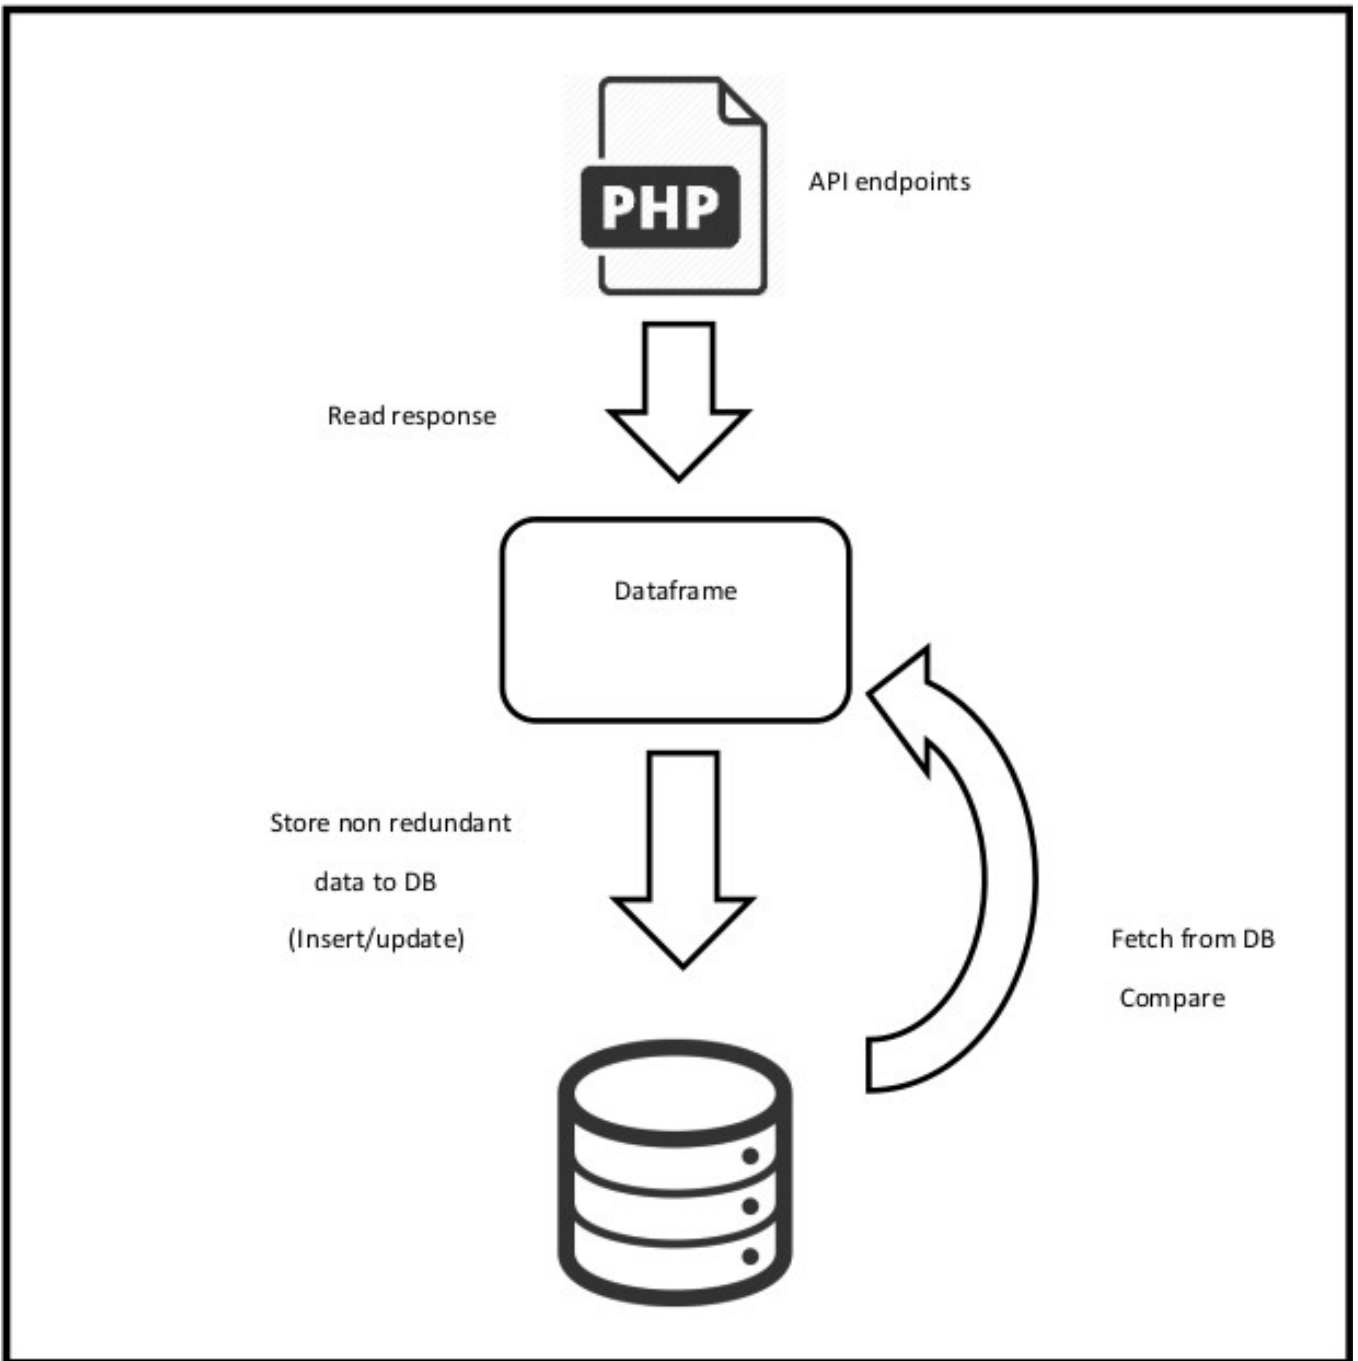 PHP
API endpoints
Read response
Dataframe
Store non redundant
data to DB
(Insert/update)
Fetch from DB
Compare